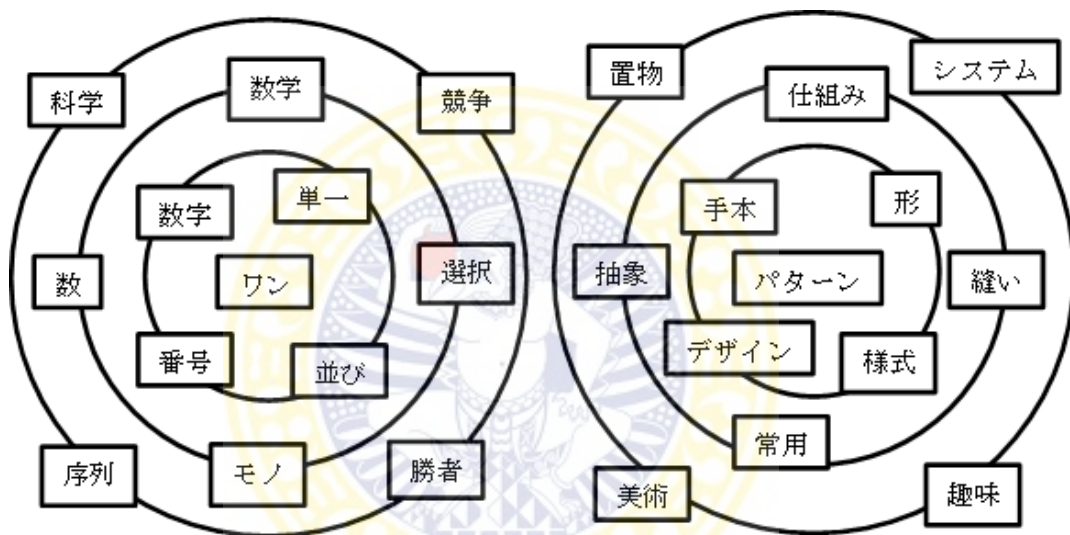 科学
数学
競争
数字
単一
数
ワン
選択
番号
並び
序列
モノ
勝者
置物
仕組み
システム
手本
形
抽象
パターン
縫い
デザイン
様式
常用
美術
趣味